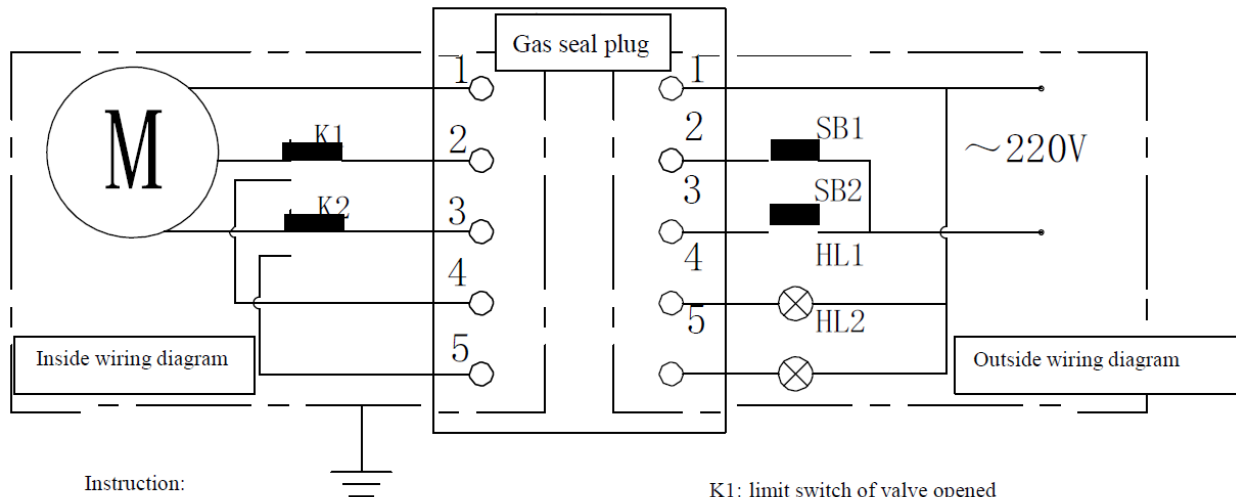 Gas seal plug
M
K1
K2
1
2
3
4
5
1
2
3
4
5
SB1
SB2
HL1
HL2
～220V
Inside wiring diagram
Outside wiring diagram
Instruction:
K1: limit switch of valve opened